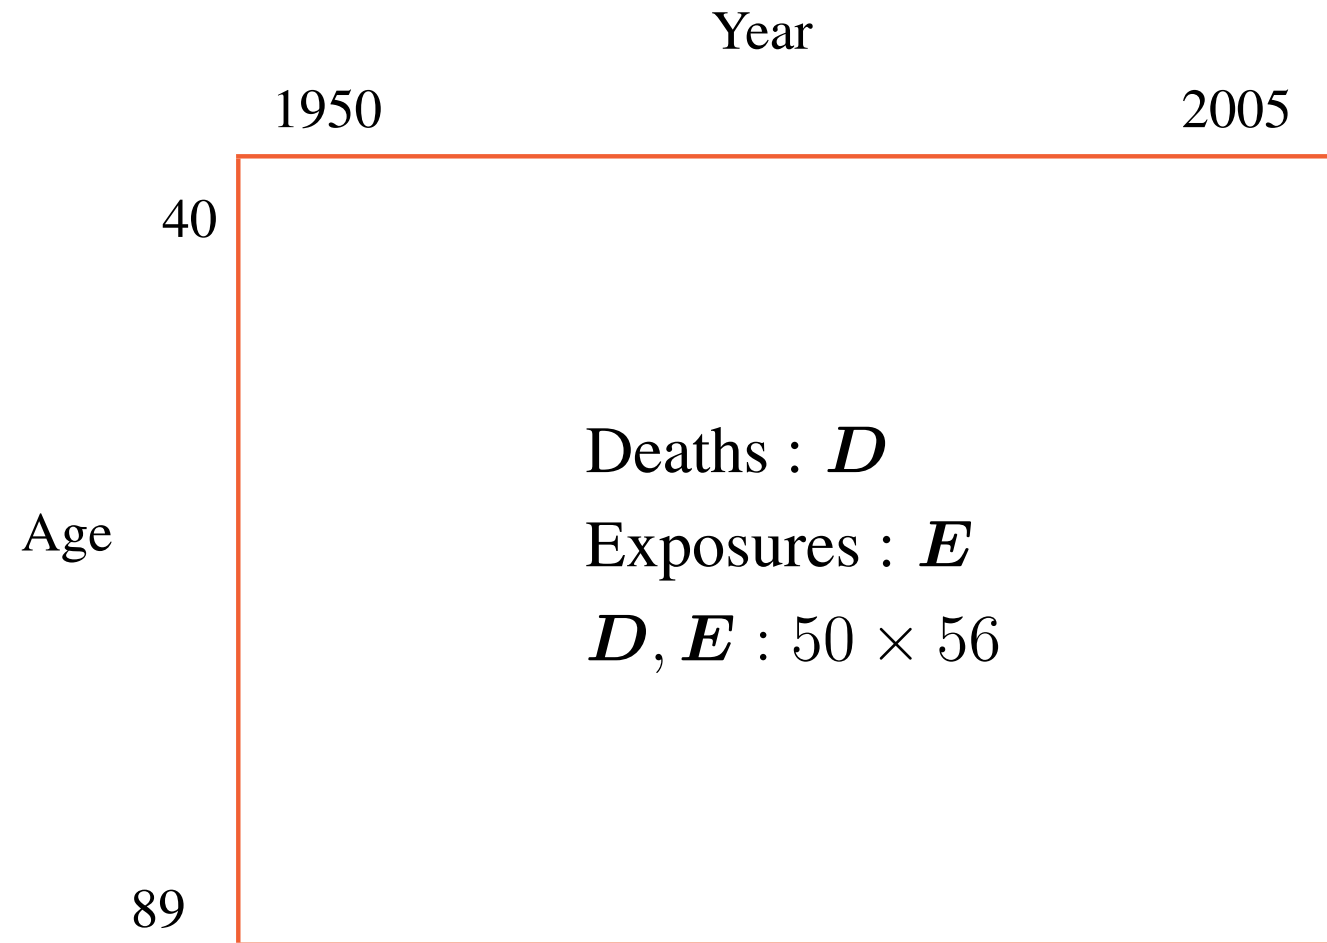 Year
1950 2005
40
Deaths : D
Age
Exposures : E
D, E : 50 × 56
89